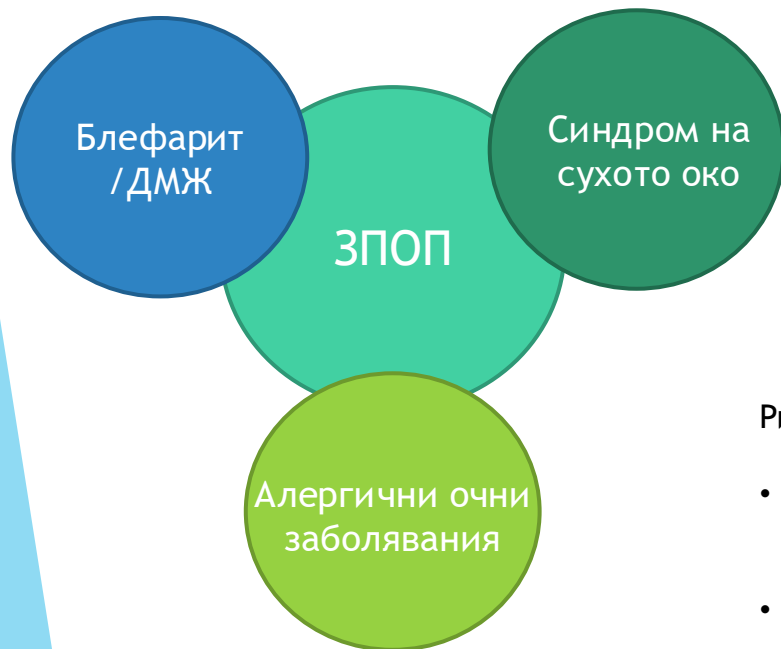 Блефарит
/ДМЖ
Синдром на
сухото око
ЗПОП
Алергични очни
заболявания